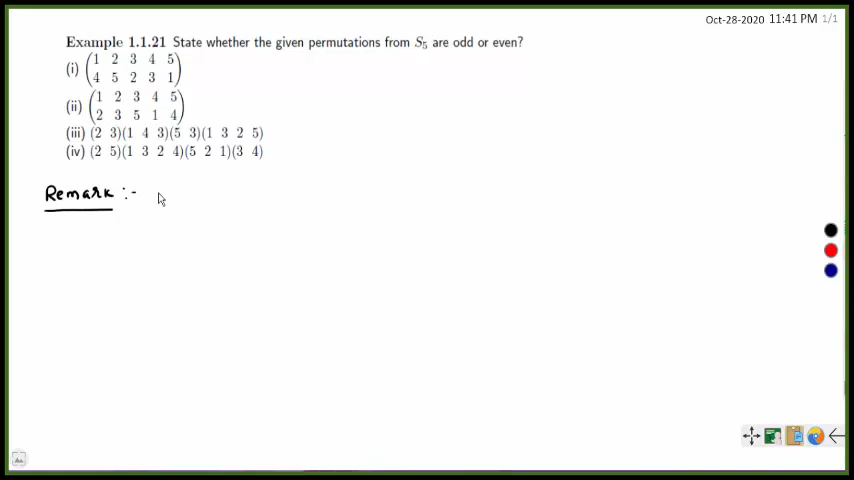 Oct-28-2020 11:41 PM 1/1
Example 1.1.21 State whether the given permutations from S₅ are odd or even?
(i) (1 2 3 4 5
4 5 2 3 1)
(ii) (1 2 3 4 5
2 3 5 1 4)
(iii) (2 3)(1 4 3)(5 3)(1 3 2 5)
(iv) (2 5)(1 3 2 4)(5 2 1)(3 4)
Remark :-